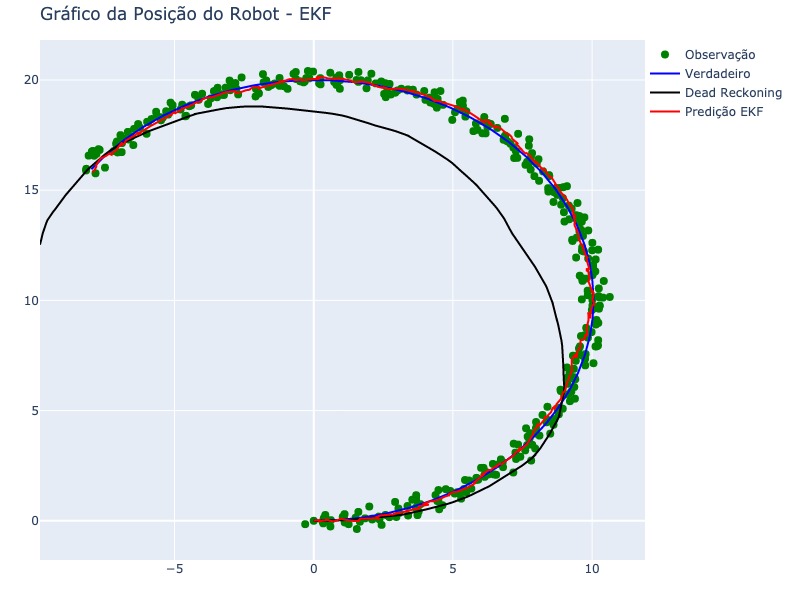 Gráfico da Posição do Robot - EKF
Observação
Verdadeiro
Dead Reckoning
Predição EKF
20
15
10
5
0
−5
0
5
10